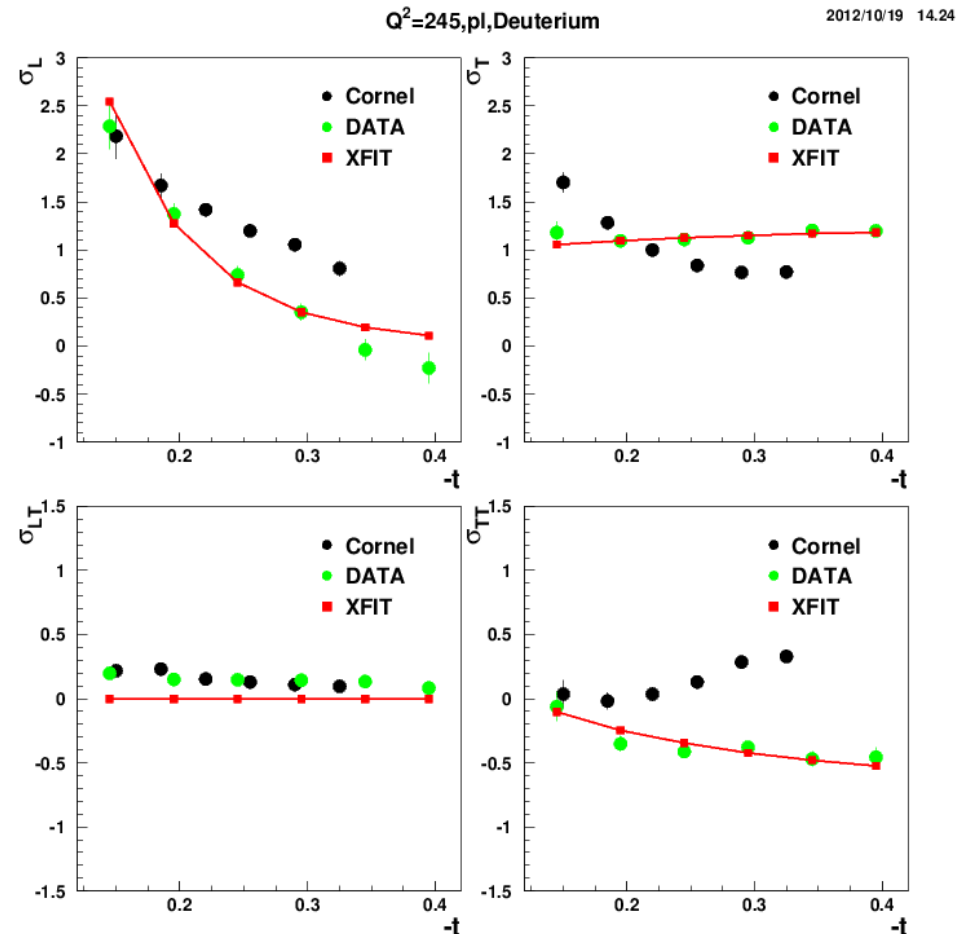 Q²=245,pl,Deuterium
2012/10/19 14.24
σL
3
2.5
2
1.5
1
0.5
0
-0.5
-1
Cornel
DATA
XFIT
0.2
0.3
0.4
-t
σT
3
2.5
2
1.5
1
0.5
0
-0.5
-1
Cornel
DATA
XFIT
0.2
0.3
0.4
-t
σLT
1.5
1
0.5
0
-0.5
-1
-1.5
Cornel
DATA
XFIT
0.2
0.3
0.4
-t
σTT
1.5
1
0.5
0
-0.5
-1
-1.5
Cornel
DATA
XFIT
0.2
0.3
0.4
-t